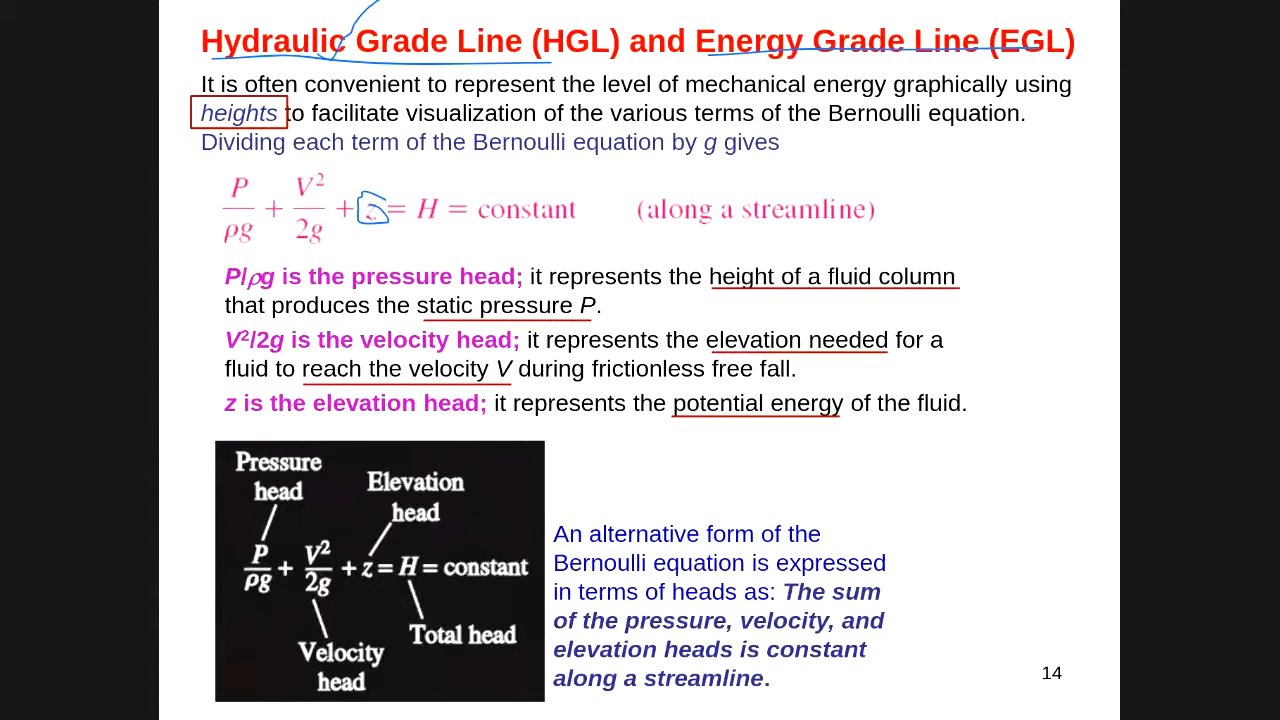 Hydraulic Grade Line (HGL) and Energy Grade Line (EGL)
It is often convenient to represent the level of mechanical energy graphically using
heights to facilitate visualization of the various terms of the Bernoulli equation.
Dividing each term of the Bernoulli equation by g gives
P/ρg + V²/2g + z = H = constant (along a streamline)
P/ρg is the pressure head; it represents the height of a fluid column
that produces the static pressure P.
V²/2g is the velocity head; it represents the elevation needed for a
fluid to reach the velocity V during frictionless free fall.
z is the elevation head; it represents the potential energy of the fluid.
Pressure
head
Elevation
head
P/ρg + V²/2g + z = H = constant
Total head
Velocity
head
An alternative form of the
Bernoulli equation is expressed
in terms of heads as: The sum
of the pressure, velocity, and
elevation heads is constant
along a streamline.
14